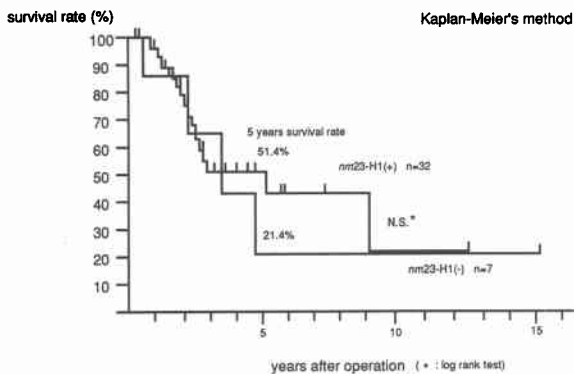 survival rate (%)
Kaplan-Meier's method
100
90
80
70
60
50
40
30
20
10
5 years survival rate
51.4%
nm23-H1(+) n=32
N.S.*
21.4%
nm23-H1(-) n=7
5
10
15
years after operation ( * : log rank test)